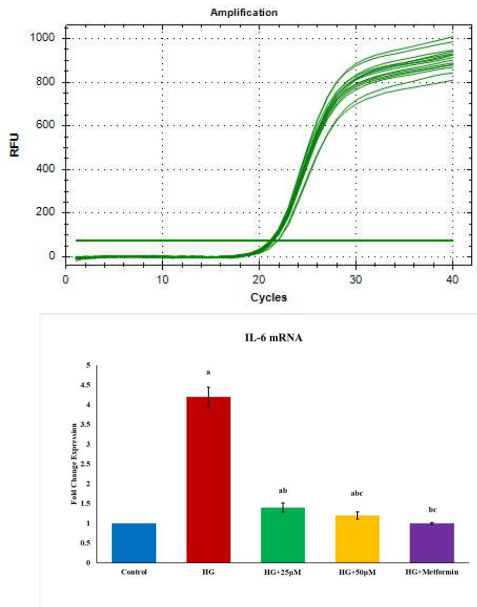 Amplification
1000
800
600
400
200
0
RFU
0 10 20 30 40
Cycles
IL-6 mRNA
5
4.5
4
3.5
3
2.5
2
1.5
1
0.5
0
Fold Change Expression
a
ab
abc
bc
Control HG HG+25µM HG+50µM HG+Metformin